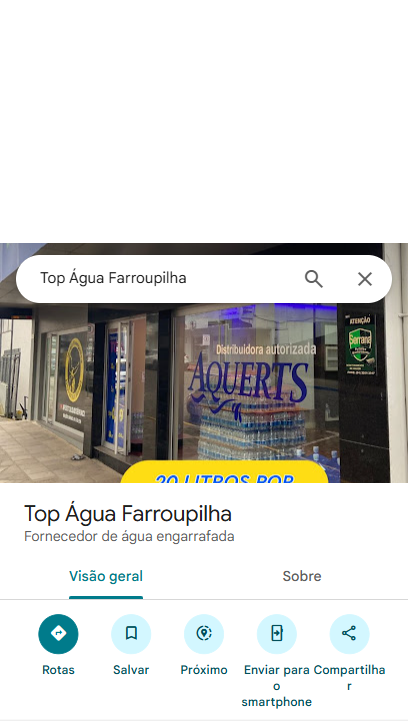 Top Água Farroupilha
Distribuidora autorizada
AQUERTS
ATENÇÃO
Serrana
20 LITROS POR
Top Água Farroupilha
Fornecedor de água engarrafada
Visão geral
Sobre
Rotas
Salvar
Próximo
Enviar para o smartphone
Compartilhar